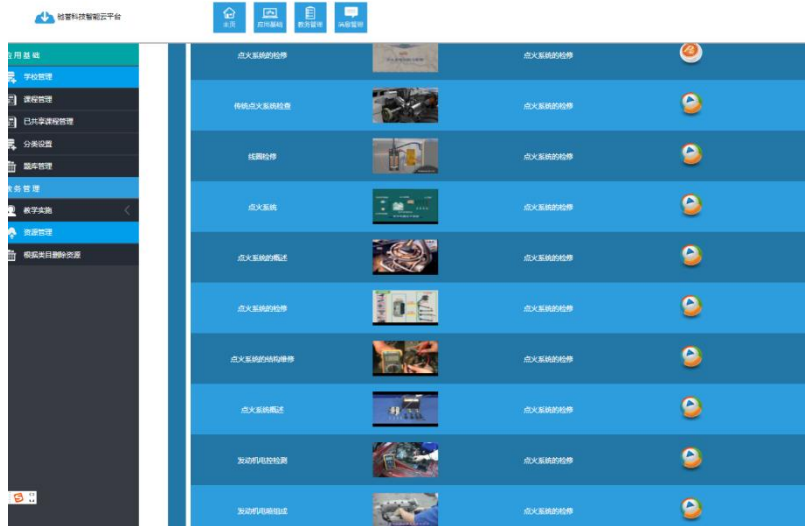 科技智能云平台
主页
应用基础
教务管理
消息管理
应用基础
学校管理
课程管理
已共享课程管理
分类设置
题库管理
教务管理
教学实施
资源管理
根据类目删除资源
点火系统的检修
点火系统的检修
传统点火系统检查
点火系统的检修
线圈检修
点火系统的检修
点火系统
点火系统的检修
点火系统的概述
点火系统的检修
点火系统的检修
点火系统的检修
点火系统的结构维修
点火系统的检修
点火系统概述
点火系统的检修
发动机电控检测
点火系统的检修
发动机电喷组成
点火系统的检修